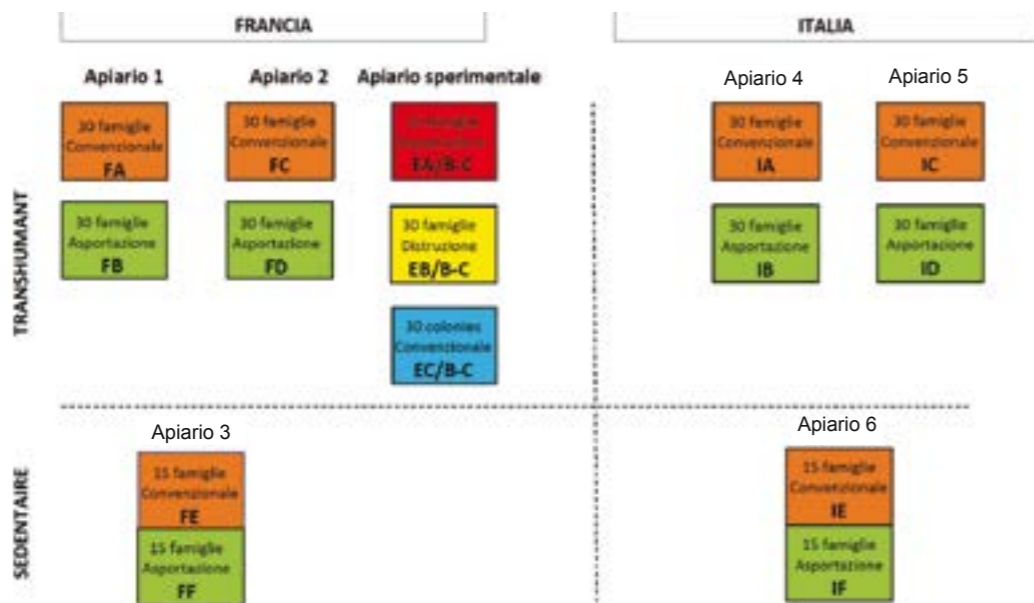 FRANCIA
ITALIA
Apiario 1
Apiario 2
Apiario sperimentale
Apiario 4
Apiario 5
30 famiglie
Convenzionale
FA
30 famiglie
Convenzionale
FC
EA/B-C
30 famiglie
Convenzionale
IA
30 famiglie
Convenzionale
IC
TRANSHUMANT
30 famiglie
Asportazione
FB
30 famiglie
Asportazione
FD
30 famiglie
Distruzione
EB/B-C
30 famiglie
Asportazione
IB
30 famiglie
Asportazione
ID
30 colonies
Convenzionale
EC/B-C
Apiario 3
Apiario 6
SEDENTAIRE
15 famiglie
Convenzionale
FE
15 famiglie
Asportazione
FF
15 famiglie
Convenzionale
IE
15 famiglie
Asportazione
IF